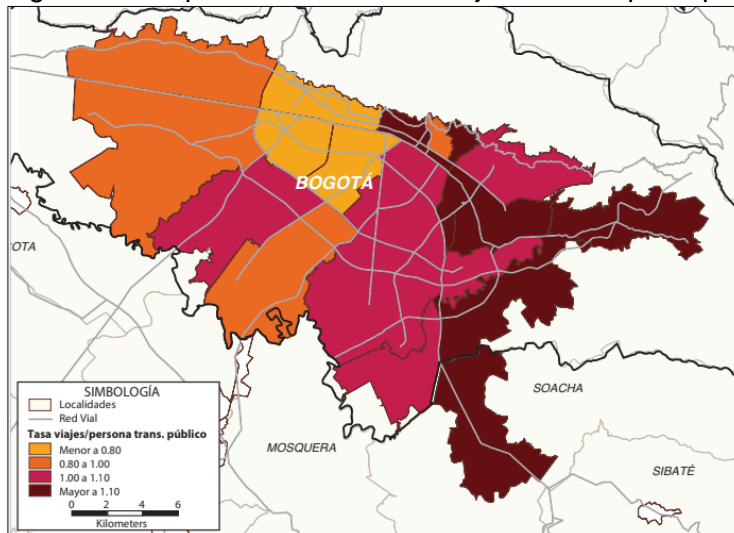 BOGOTÁ
OTA
SOACHA
MOSQUERA
SIBATÉ
SIMBOLOGÍA
Localidades
Red Vial
Tasa viajes/persona trans. público
Menor a 0.80
0.80 a 1.00
1.00 a 1.10
Mayor a 1.10
0 2 4 6
Kilometers